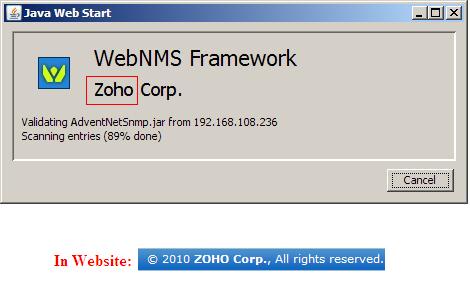 Java Web Start
WebNMS Framework
Zoho Corp.
Validating AdventNetSnmp.jar from 192.168.108.236
Scanning entries (89% done)
Cancel
In Website: © 2010 ZOHO Corp., All rights reserved.